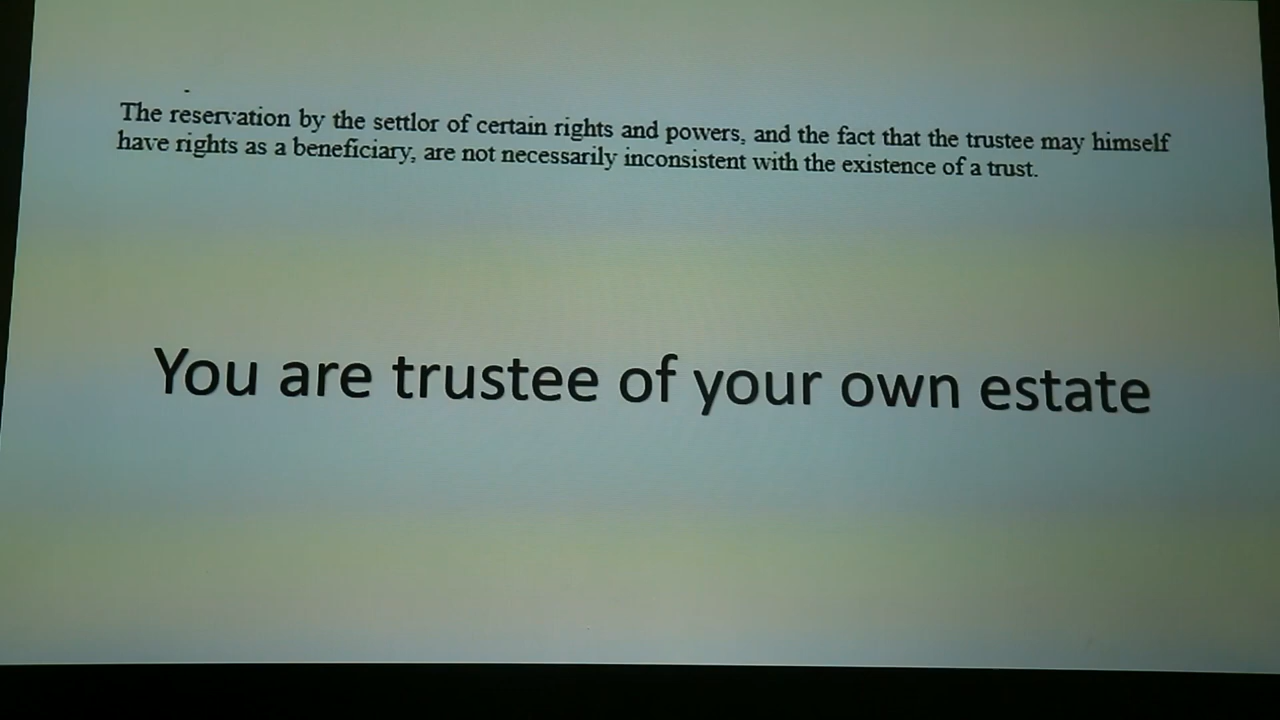 The reservation by the settlor of certain rights and powers, and the fact that the trustee may himself
have rights as a beneficiary, are not necessarily inconsistent with the existence of a trust.
You are trustee of your own estate